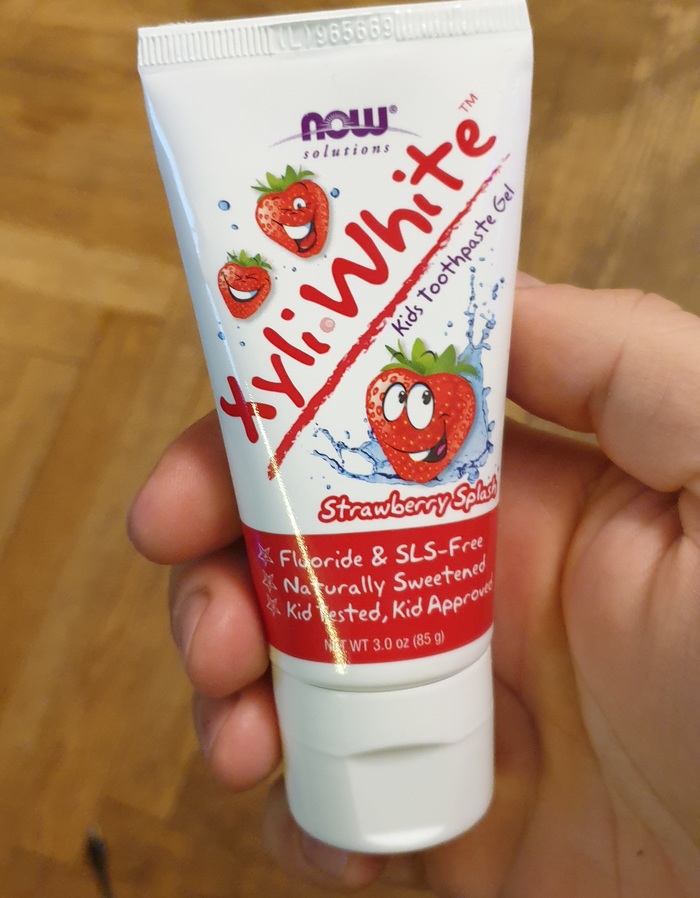 (L) 965669
NOW®
solutions
XyliWhite™
Kids Toothpaste Gel
Strawberry Splash
Fluoride & SLS-Free
Naturally Sweetened
Kid Tested, Kid Approved
NET WT 3.0 oz (85 g)